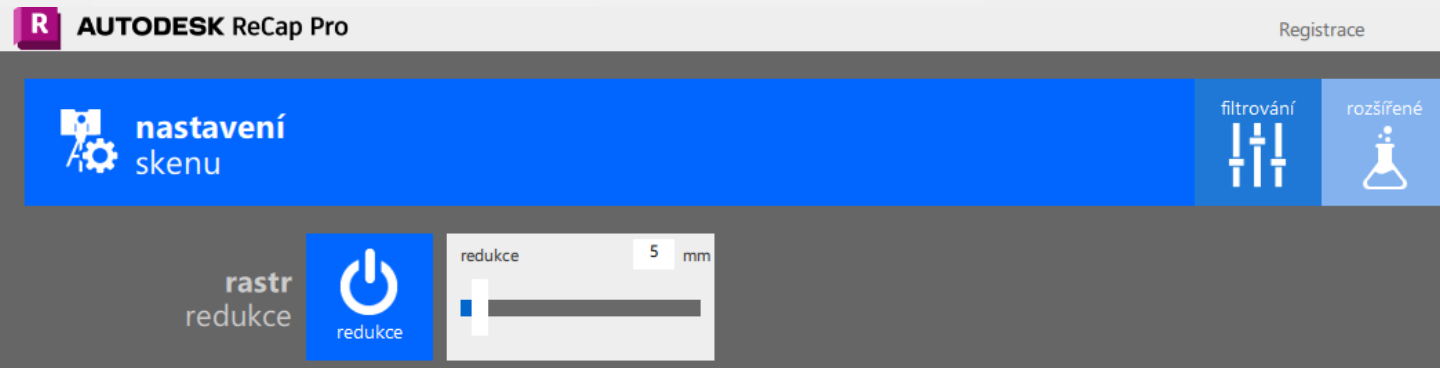 R AUTODESK ReCap Pro
Registrace
nastavení
skenu
filtrování
rozšířené
rastr
redukce
redukce
redukce 5 mm